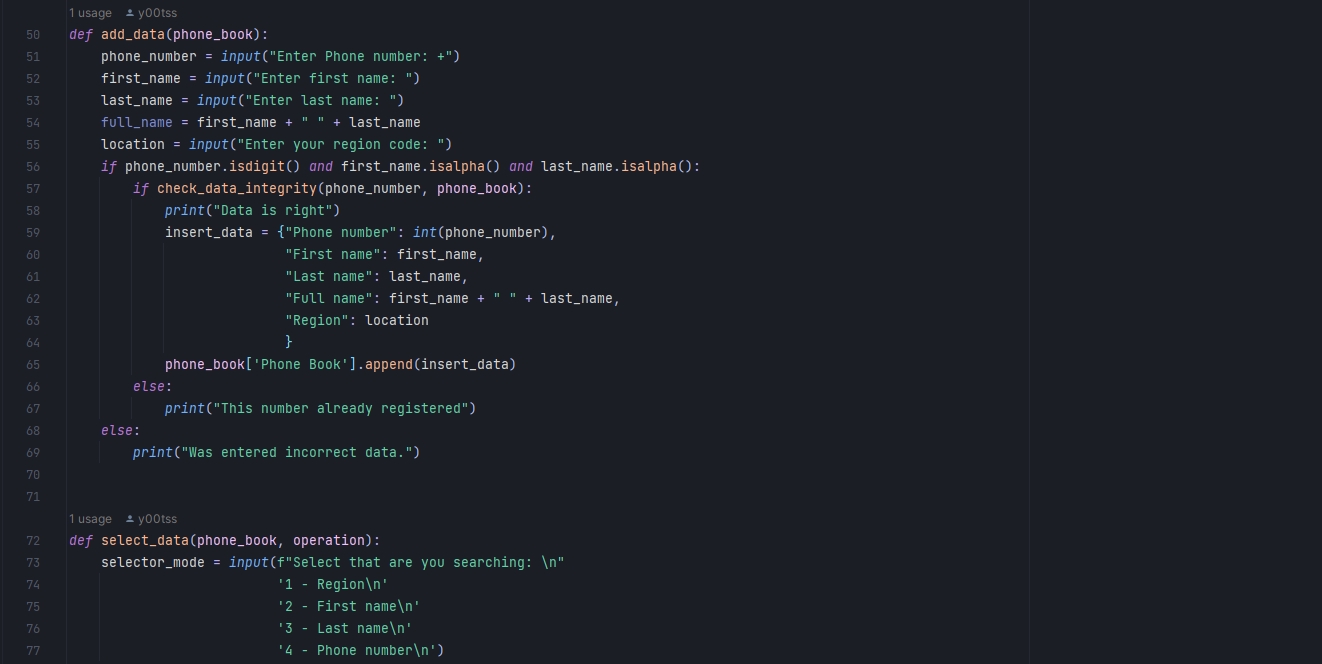 1 usage y00tss
50 def add_data(phone_book):
51     phone_number = input("Enter Phone number: +")
52     first_name = input("Enter first name: ")
53     last_name = input("Enter last name: ")
54     full_name = first_name + " " + last_name
55     location = input("Enter your region code: ")
56     if phone_number.isdigit() and first_name.isalpha() and last_name.isalpha():
57         if check_data_integrity(phone_number, phone_book):
58             print("Data is right")
59             insert_data = {"Phone number": int(phone_number),
60                            "First name": first_name,
61                            "Last name": last_name,
62                            "Full name": first_name + " " + last_name,
63                            "Region": location
64                            }
65             phone_book['Phone Book'].append(insert_data)
66         else:
67             print("This number already registered")
68     else:
69         print("Was entered incorrect data.")
70
71
1 usage y00tss
72 def select_data(phone_book, operation):
73     selector_mode = input(f"Select that are you searching: \n"
74                           '1 - Region\n'
75                           '2 - First name\n'
76                           '3 - Last name\n'
77                           '4 - Phone number\n')